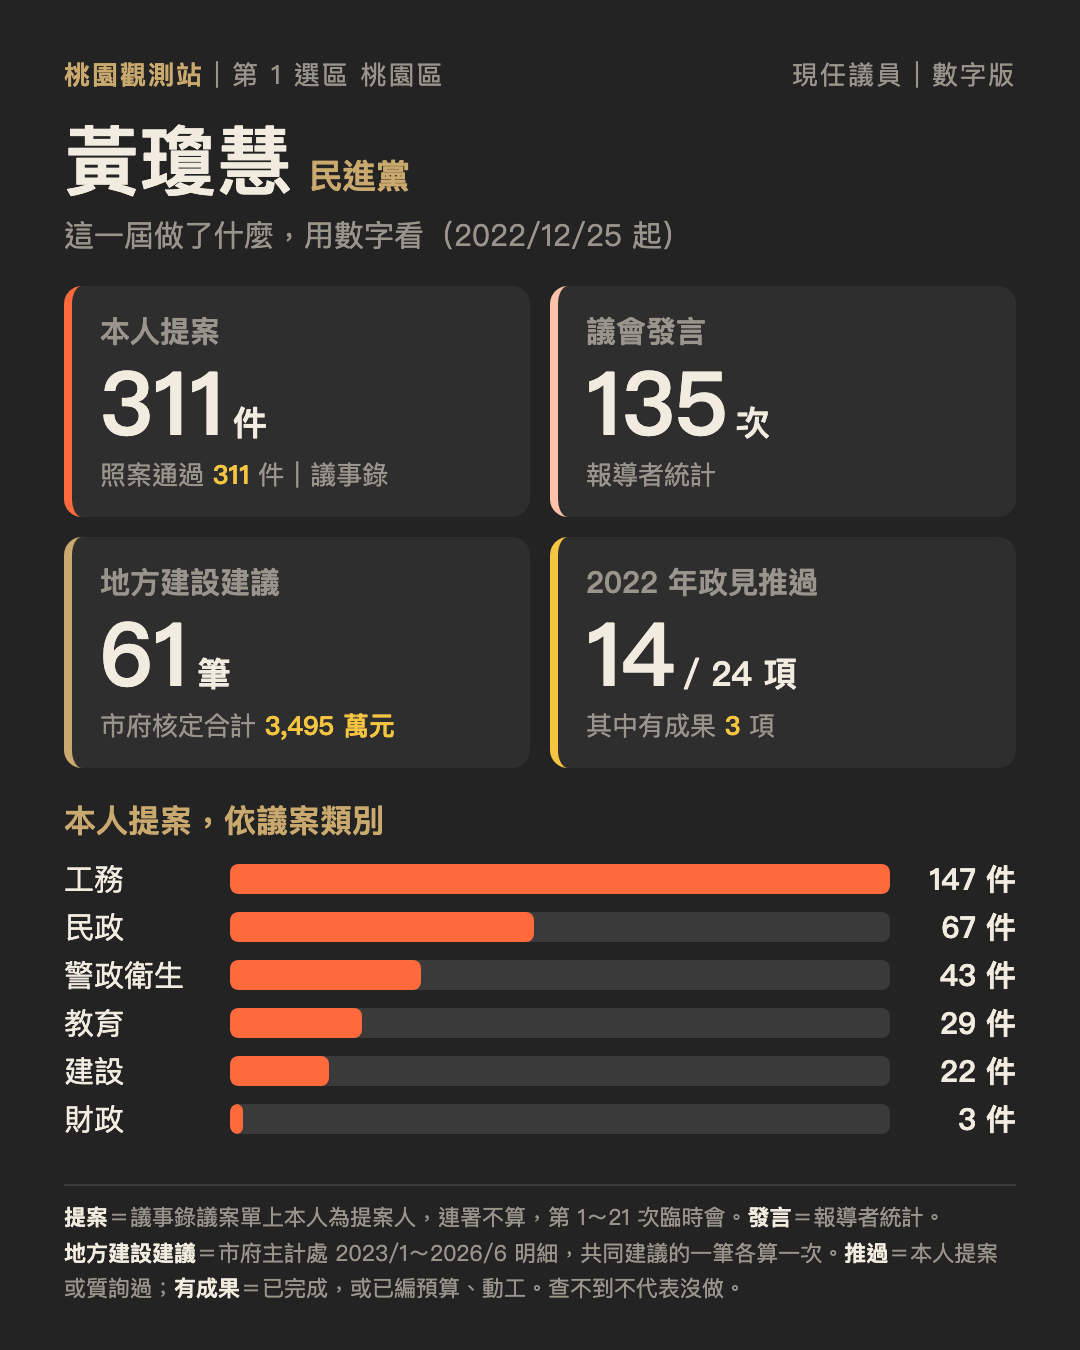 桃園觀測站｜第 1 選區 桃園區
現任議員｜數字版
黃瓊慧 民進黨
這一屆做了什麼，用數字看（2022/12/25 起）
本人提案
311 件
照案通過 311 件｜議事錄
議會發言
135 次
報導者統計
地方建設建議
61 筆
市府核定合計 3,495 萬元
2022 年政見推過
14 / 24 項
其中有成果 3 項
本人提案，依議案類別
工務 147 件
民政 67 件
警政衛生 43 件
教育 29 件
建設 22 件
財政 3 件
提案＝議事錄議案單上本人為提案人，連署不算，第 1～21 次臨時會。發言＝報導者統計。
地方建設建議＝市府主計處 2023/1～2026/6 明細，共同建議的一筆各算一次。推過＝本人提案
或質詢過；有成果＝已完成，或已編預算、動工。查不到不代表沒做。